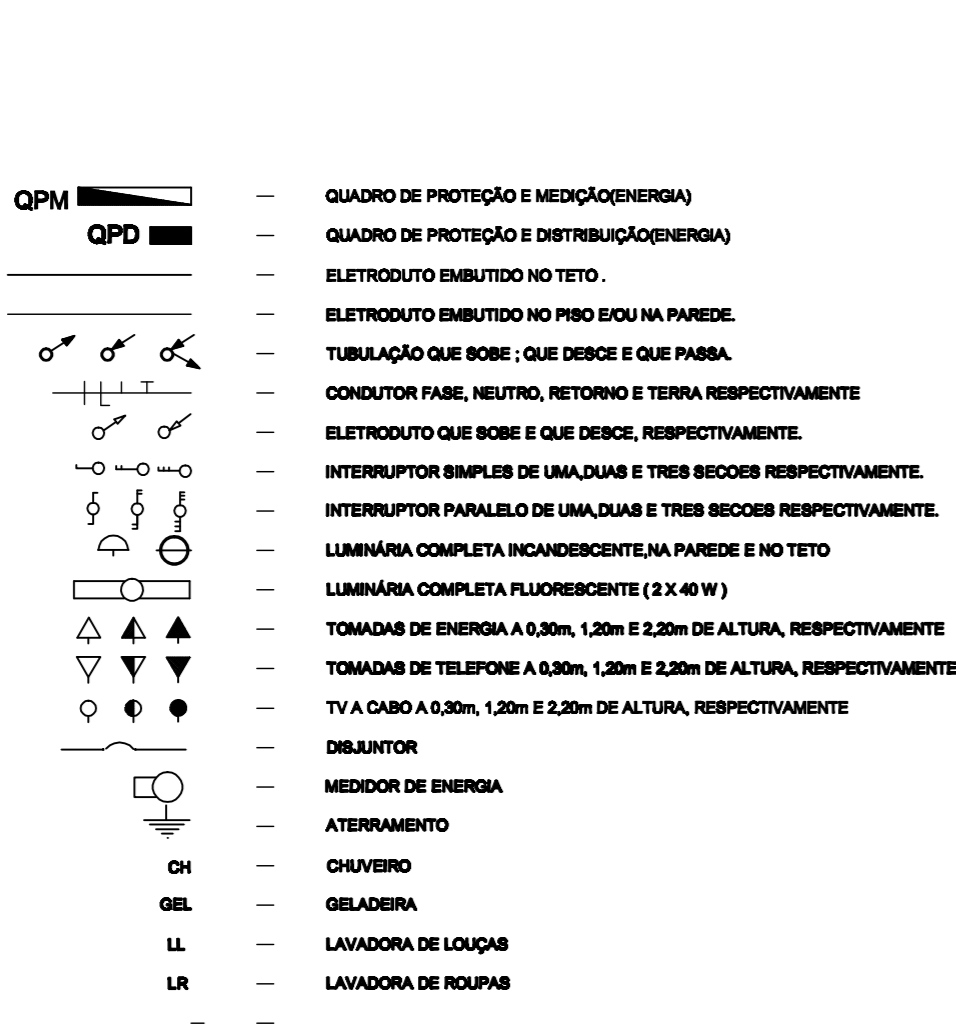 QPM — QUADRO DE PROTEÇÃO E MEDIÇÃO(ENERGIA)
QPD — QUADRO DE PROTEÇÃO E DISTRIBUIÇÃO(ENERGIA)
— ELETRODUTO EMBUTIDO NO TETO .
— ELETRODUTO EMBUTIDO NO PISO E/OU NA PAREDE.
— TUBULAÇÃO QUE SOBE ; QUE DESCE E QUE PASSA.
— CONDUTOR FASE, NEUTRO, RETORNO E TERRA RESPECTIVAMENTE
— ELETRODUTO QUE SOBE E QUE DESCE, RESPECTIVAMENTE.
— INTERRUPTOR SIMPLES DE UMA,DUAS E TRES SECOES RESPECTIVAMENTE.
— INTERRUPTOR PARALELO DE UMA,DUAS E TRES SECOES RESPECTIVAMENTE.
— LUMINÁRIA COMPLETA INCANDESCENTE,NA PAREDE E NO TETO
— LUMINÁRIA COMPLETA FLUORESCENTE ( 2 X 40 W )
— TOMADAS DE ENERGIA A 0,30m, 1,20m E 2,20m DE ALTURA, RESPECTIVAMENTE
— TOMADAS DE TELEFONE A 0,30m, 1,20m E 2,20m DE ALTURA, RESPECTIVAMENTE
— TV A CABO A 0,30m, 1,20m E 2,20m DE ALTURA, RESPECTIVAMENTE
— DISJUNTOR
— MEDIDOR DE ENERGIA
— ATERRAMENTO
CH — CHUVEIRO
GEL — GELADEIRA
LL — LAVADORA DE LOUÇAS
LR — LAVADORA DE ROUPAS